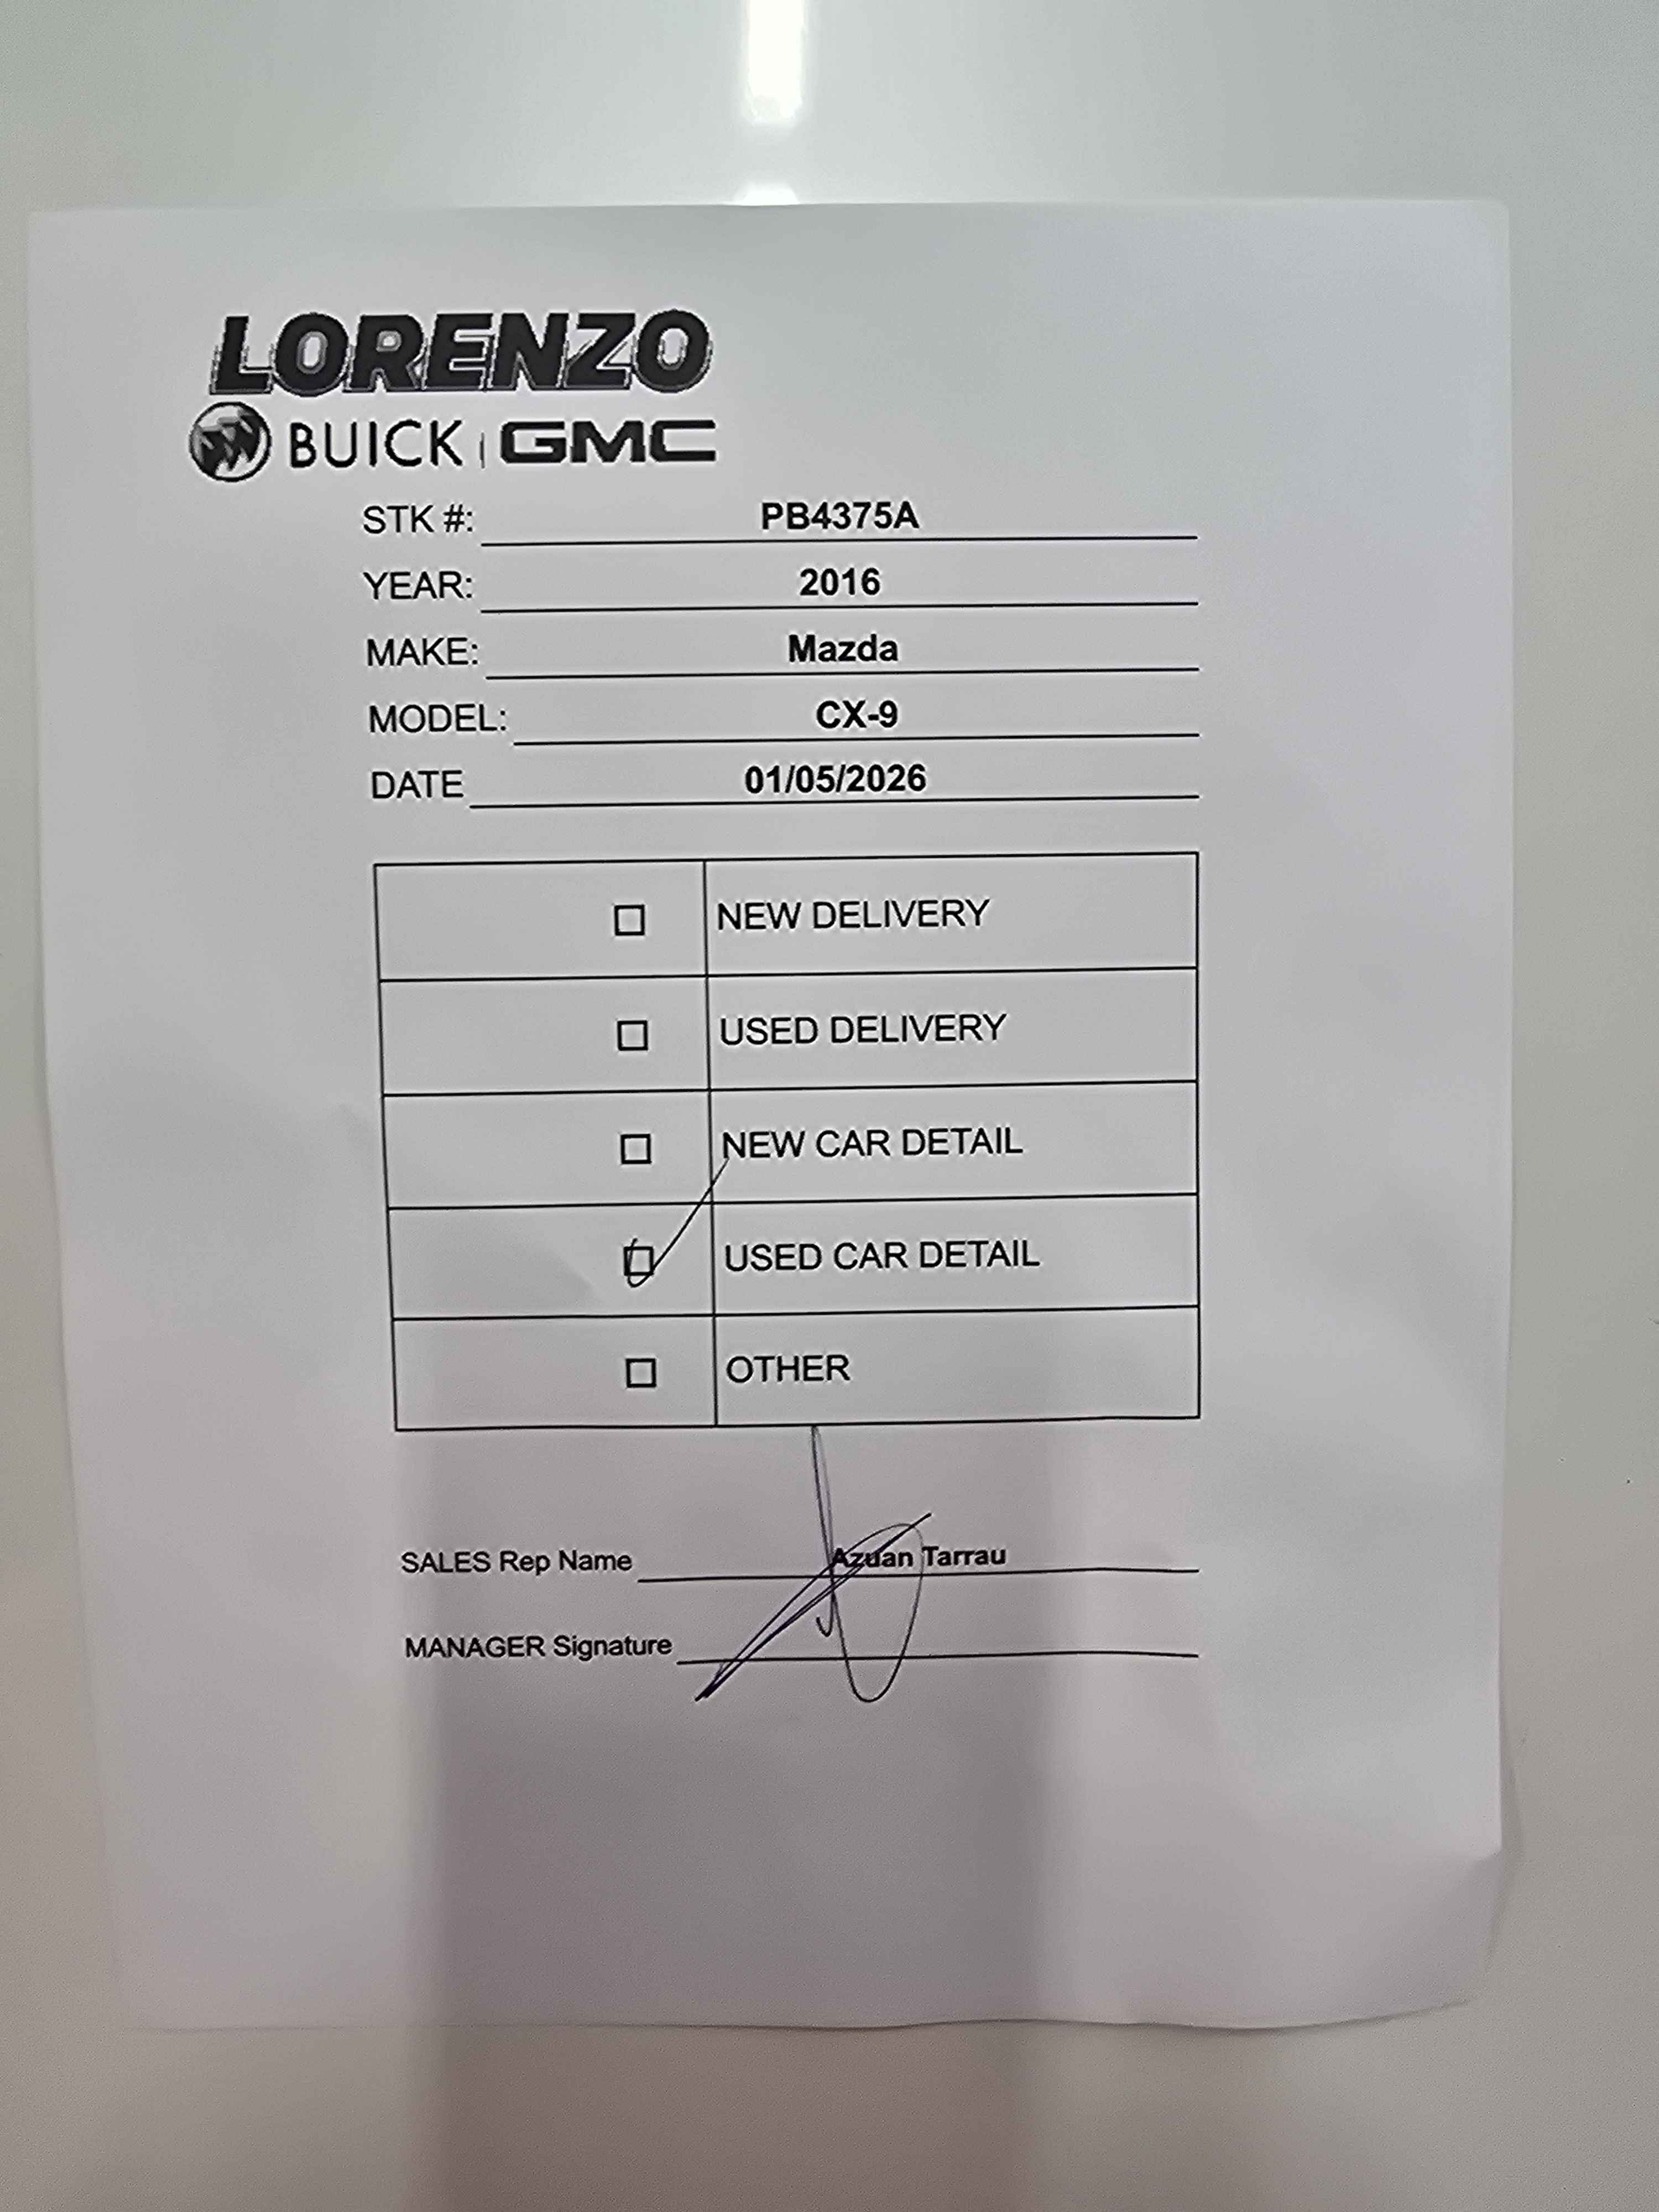 LORENZO
BUICK | GMC
STK #: PB4375A
YEAR: 2016
MAKE: Mazda
MODEL: CX-9
DATE 01/05/2026
NEW DELIVERY
USED DELIVERY
NEW CAR DETAIL
USED CAR DETAIL
OTHER
SALES Rep Name Azuan Tarrau
MANAGER Signature